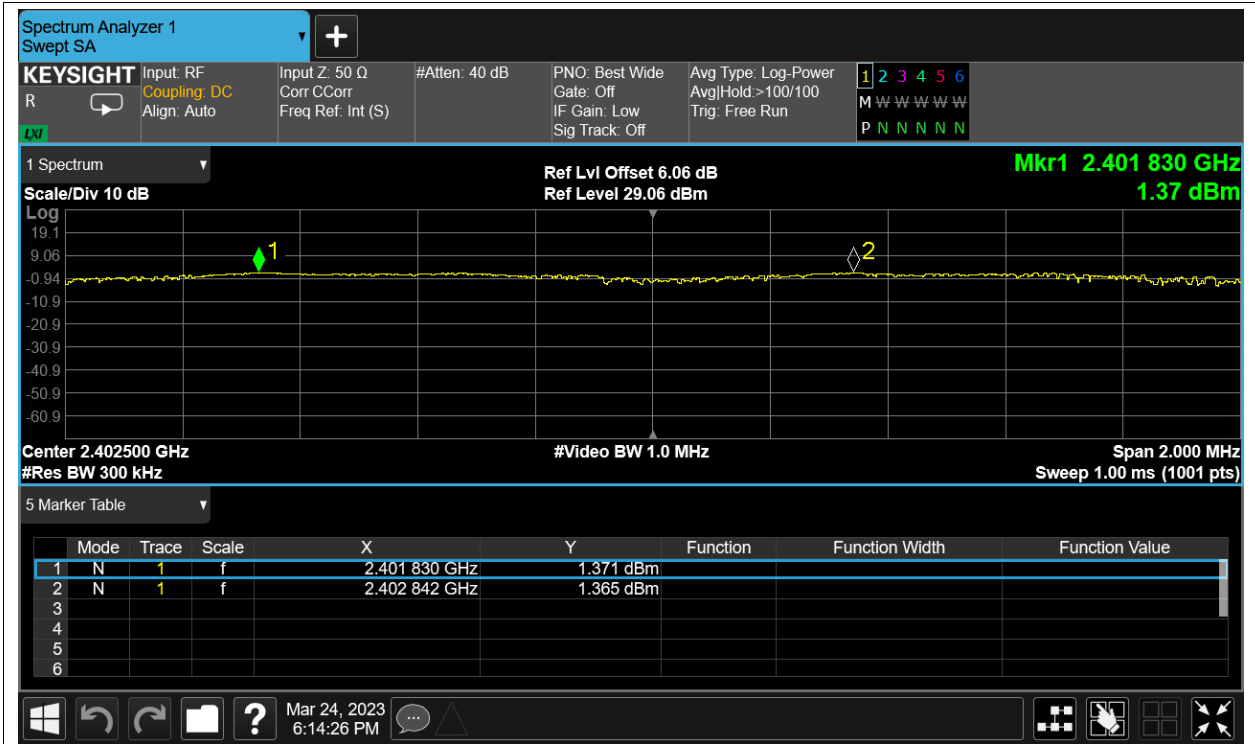 Spectrum Analyzer 1
Swept SA
KEYSIGHT Input: RF Input Z: 50 Ω #Atten: 40 dB PNO: Best Wide Avg Type: Log-Power 1 2 3 4 5 6
R Coupling: DC Corr CCorr Gate: Off Avg|Hold:>100/100 M W W W W W
Align: Auto Freq Ref: Int (S) IF Gain: Low Trig: Free Run
LXI Sig Track: Off P N N N N N
1 Spectrum Ref Lvl Offset 6.06 dB Mkr1 2.401 830 GHz
Scale/Div 10 dB Ref Level 29.06 dBm 1.37 dBm
Log
19.1
9.06 1 2
-0.94
-10.9
-20.9
-30.9
-40.9
-50.9
-60.9
Center 2.402500 GHz #Video BW 1.0 MHz Span 2.000 MHz
#Res BW 300 kHz Sweep 1.00 ms (1001 pts)
5 Marker Table
Mode Trace Scale X Y Function Function Width Function Value
1 N 1 f 2.401 830 GHz 1.371 dBm
2 N 1 f 2.402 842 GHz 1.365 dBm
3
4
5
6
? Mar 24, 2023
6:14:26 PM